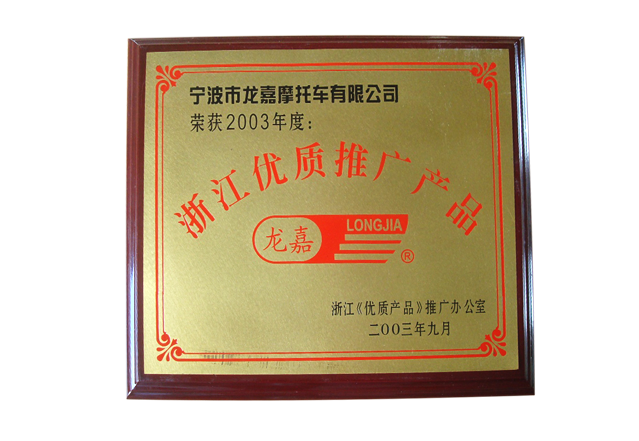 宁波市龙嘉摩托车有限公司
荣获2003年度：
浙江优质推广产品
龙嘉 LONGJIA ®
浙江《优质产品》推广办公室
二00三年九月